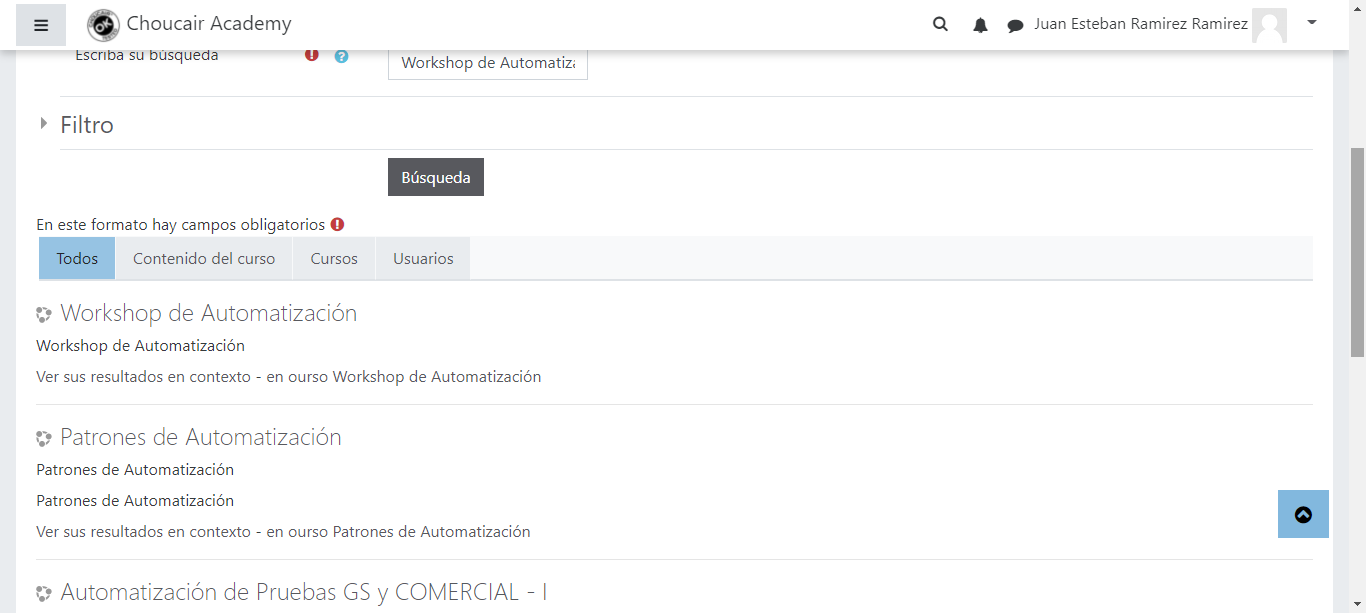 Choucair Academy
Juan Esteban Ramirez Ramirez
Escriba su búsqueda
Workshop de Automatiz
Filtro
Búsqueda
En este formato hay campos obligatorios
Todos Contenido del curso Cursos Usuarios
Workshop de Automatización
Workshop de Automatización
Ver sus resultados en contexto - en ourso Workshop de Automatización
Patrones de Automatización
Patrones de Automatización
Patrones de Automatización
Ver sus resultados en contexto - en ourso Patrones de Automatización
Automatización de Pruebas GS y COMERCIAL - I